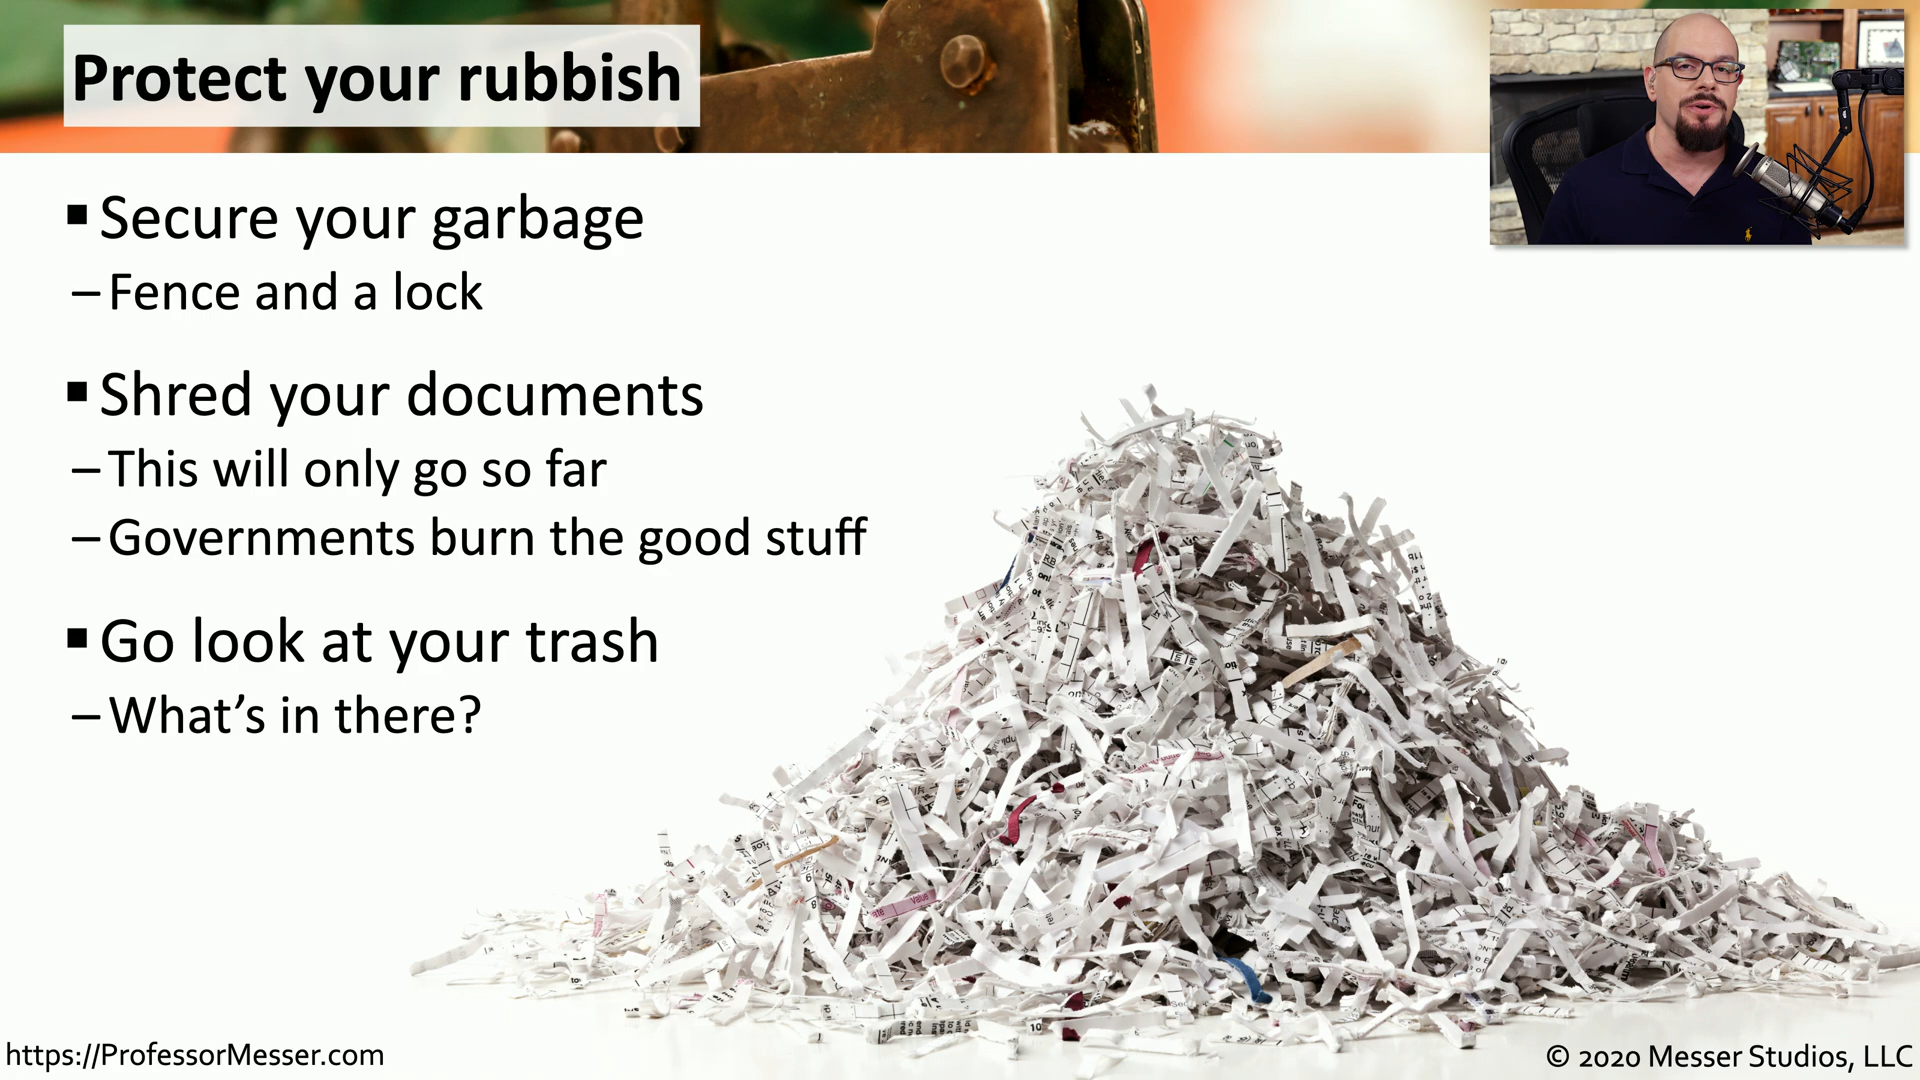 Protect your rubbish
▪ Secure your garbage
– Fence and a lock
▪ Shred your documents
– This will only go so far
– Governments burn the good stuff
▪ Go look at your trash
– What’s in there?
https://ProfessorMesser.com
© 2020 Messer Studios, LLC